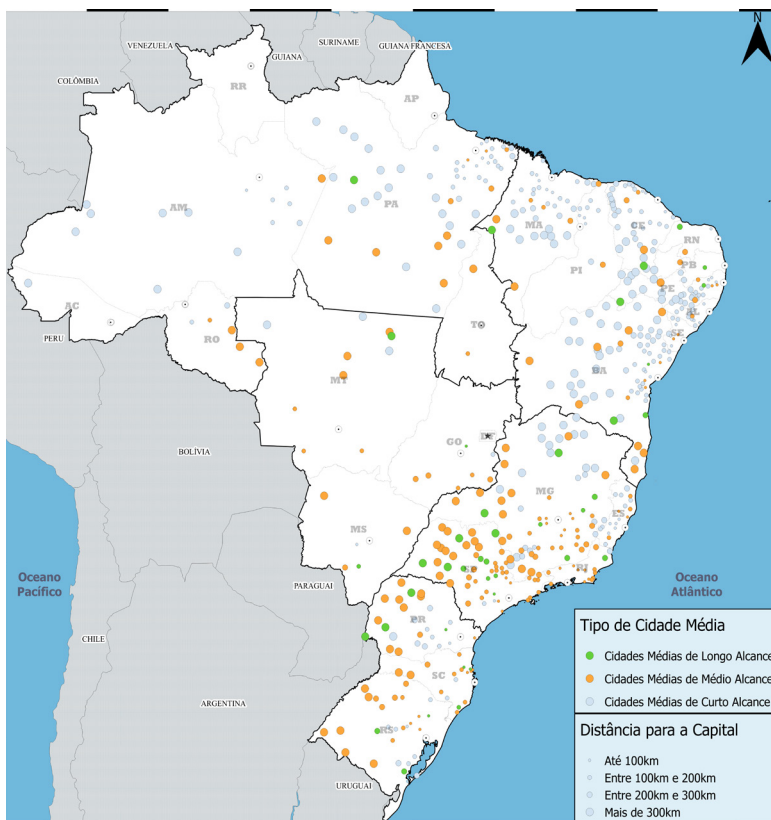 SURINAME
VENEZUELA
GUIANA FRANCESA
GUIANA
COLÔMBIA
RR
AP
AM
PA
MA
CE
RN
PB
PI
PE
AL
SE
AC
TO
PERU
RO
BA
MT
GO
DF
BOLÍVIA
MG
ES
MS
SP
RJ
Oceano
Pacífico
PARAGUAI
Oceano
Atlântico
PR
CHILE
SC
ARGENTINA
RS
URUGUAI
Tipo de Cidade Média
Cidades Médias de Longo Alcance
Cidades Médias de Médio Alcance
Cidades Médias de Curto Alcance
Distância para a Capital
Até 100km
Entre 100km e 200km
Entre 200km e 300km
Mais de 300km